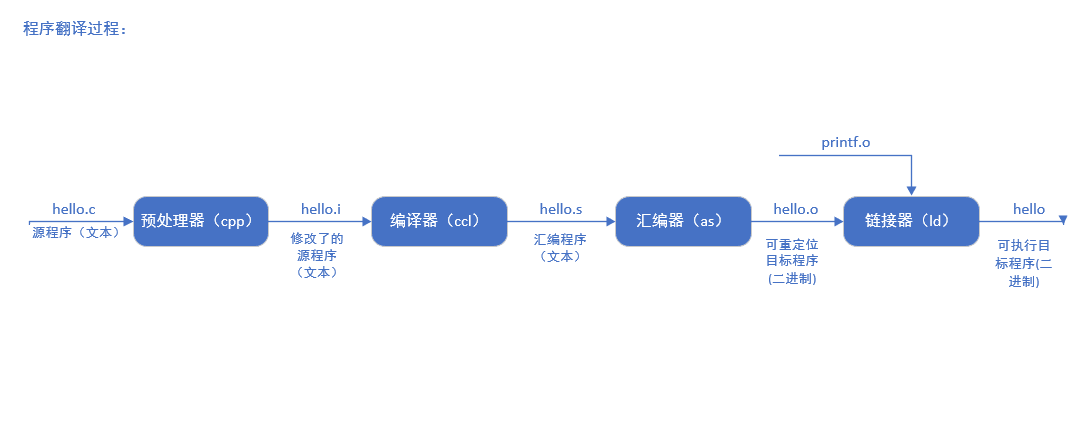 程序翻译过程：
printf.o
hello.c
源程序（文本）
预处理器（cpp）
hello.i
修改了的
源程序
（文本）
编译器（ccl）
hello.s
汇编程序
（文本）
汇编器（as）
hello.o
可重定位
目标程序
(二进制)
链接器（ld）
hello
可执行目
标程序(二
进制)